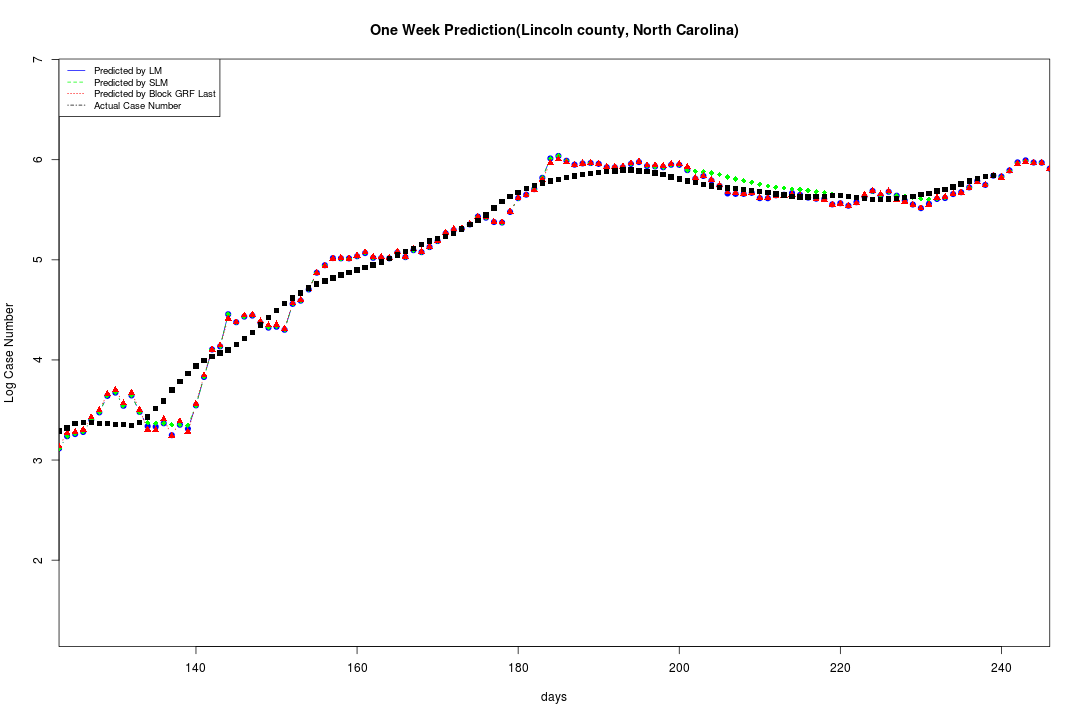 One Week Prediction(Lincoln county, North Carolina)
Predicted by LM
Predicted by SLM
Predicted by Block GRF Last
Actual Case Number
7
6
5
4
3
2
Log Case Number
140 160 180 200 220 240
days